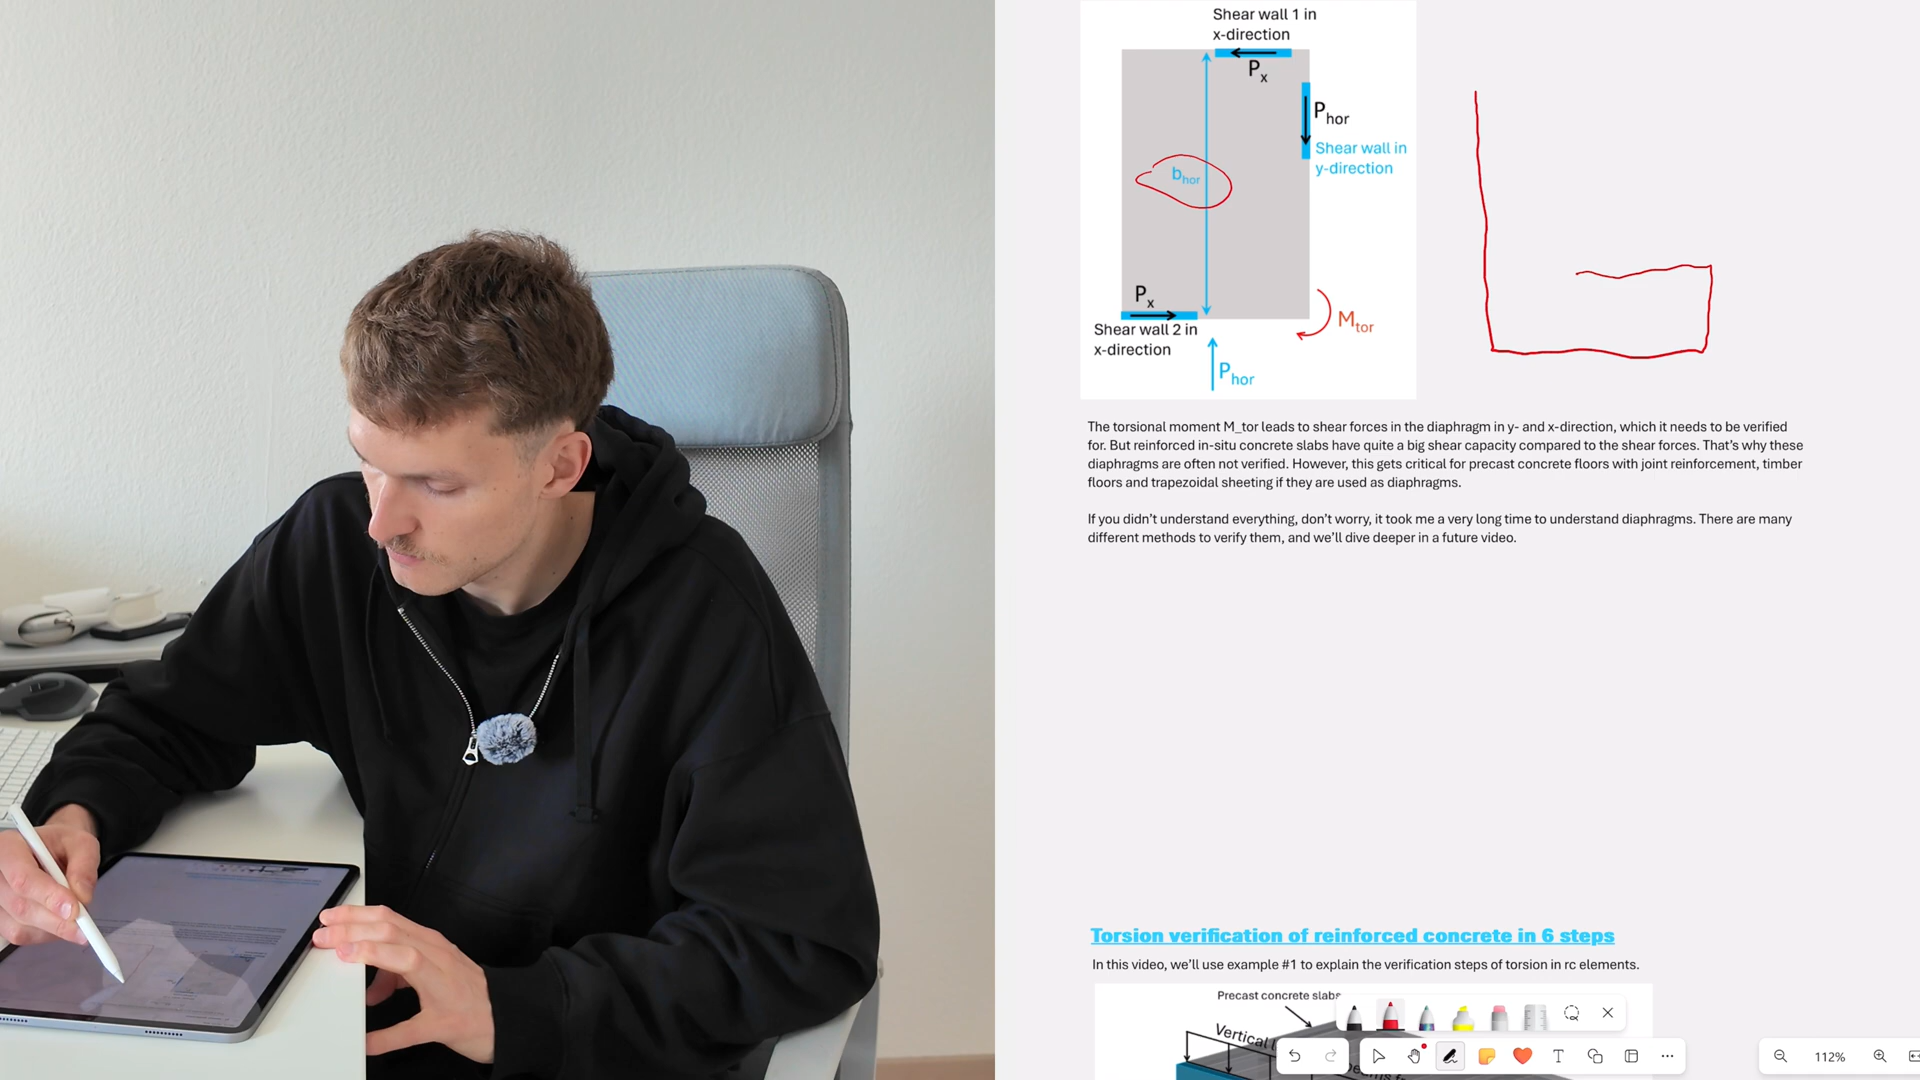 Shear wall 1 in
x-direction
Px
Phor
Shear wall in
y-direction
bhor
Px
Shear wall 2 in
x-direction
Mtor
Phor
The torsional moment M_tor leads to shear forces in the diaphragm in y- and x-direction, which it needs to be verified
for. But reinforced in-situ concrete slabs have quite a big shear capacity compared to the shear forces. That's why these
diaphragms are often not verified. However, this gets critical for precast concrete floors with joint reinforcement, timber
floors and trapezoidal sheeting if they are used as diaphragms.
If you didn't understand everything, don't worry, it took me a very long time to understand diaphragms. There are many
different methods to verify them, and we'll dive deeper in a future video.
Torsion verification of reinforced concrete in 6 steps
In this video, we'll use example #1 to explain the verification steps of torsion in rc elements.
Precast concrete slabs
Vertical
112%